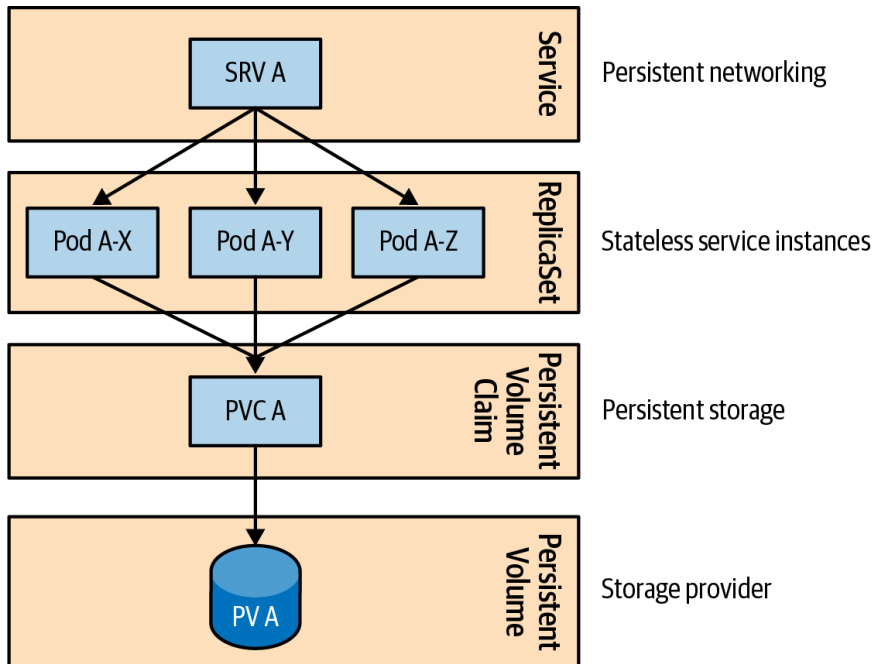 SRV A
Service
Persistent networking
Pod A-X
Pod A-Y
Pod A-Z
ReplicaSet
Stateless service instances
PVC A
Persistent
Volume
Claim
Persistent storage
PV A
Persistent
Volume
Storage provider